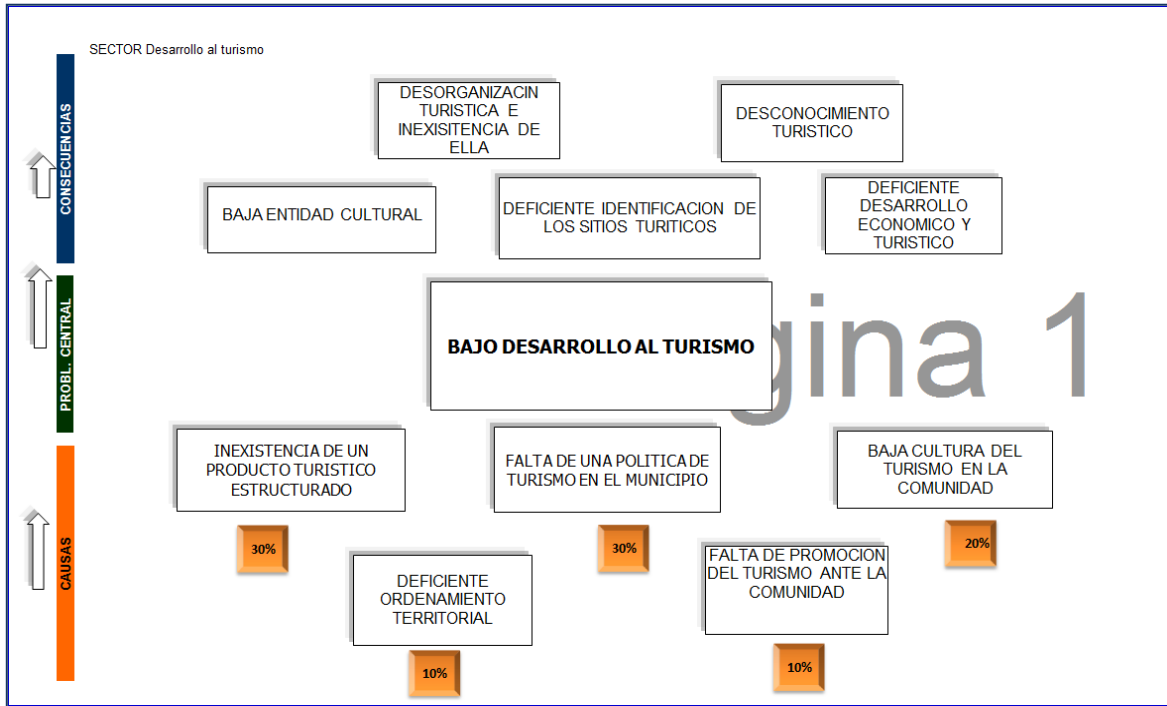 SECTOR Desarrollo al turismo
CONSECUENCIAS
DESORGANIZACIN
TURISTICA E
INEXISITENCIA DE
ELLA
DESCONOCIMIENTO
TURISTICO
BAJA ENTIDAD CULTURAL
DEFICIENTE IDENTIFICACION DE
LOS SITIOS TURITICOS
DEFICIENTE
DESARROLLO
ECONOMICO Y
TURISTICO
PROBL. CENTRAL
BAJO DESARROLLO AL TURISMO
gina 1
CAUSAS
INEXISTENCIA DE UN
PRODUCTO TURISTICO
ESTRUCTURADO
FALTA DE UNA POLITICA DE
TURISMO EN EL MUNICIPIO
BAJA CULTURA DEL
TURISMO EN LA
COMUNIDAD
30%
30%
20%
DEFICIENTE
ORDENAMIENTO
TERRITORIAL
FALTA DE PROMOCION
DEL TURISMO ANTE LA
COMUNIDAD
10%
10%